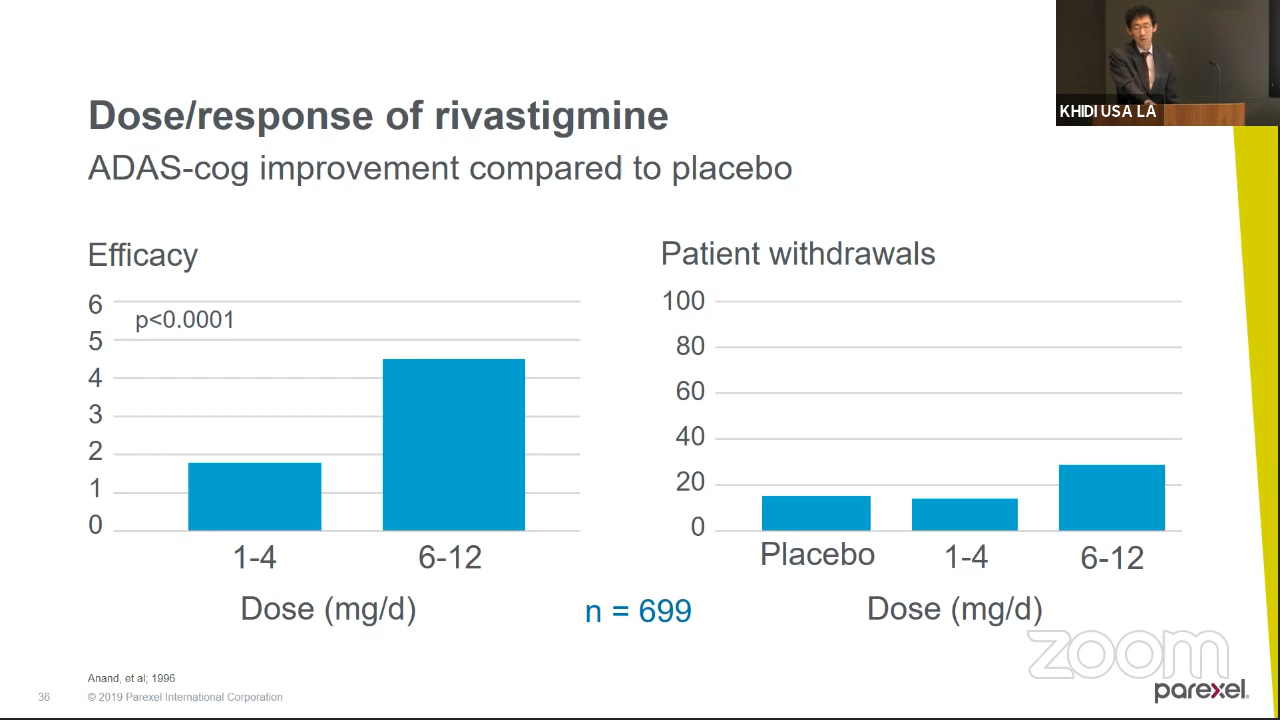 KHIDI USA LA
Dose/response of rivastigmine
ADAS-cog improvement compared to placebo
Efficacy
6
p<0.0001
5
4
3
2
1
0
1-4
6-12
Dose (mg/d)
Patient withdrawals
100
80
60
40
20
0
Placebo
1-4
6-12
Dose (mg/d)
n = 699
zoom
Anand, et al; 1996
36
© 2019 Parexel International Corporation
parexel.